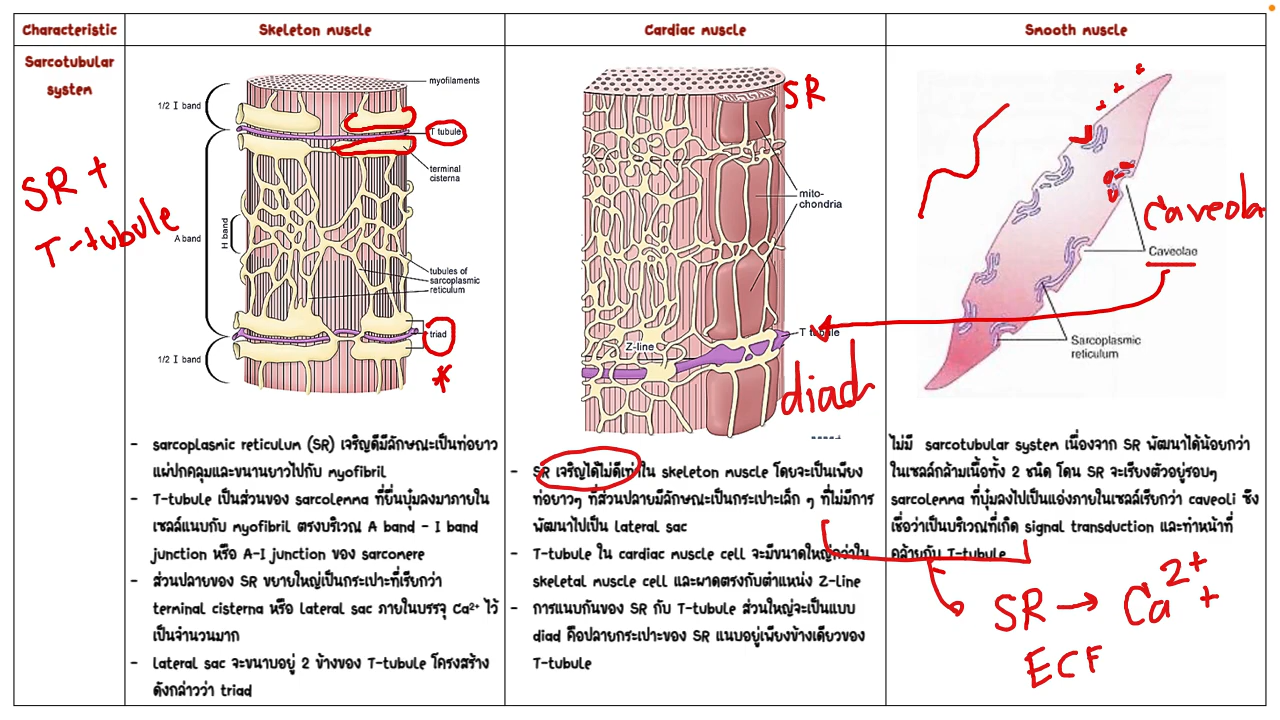 Characteristic
Skeleton muscle
Cardiac muscle
Smooth muscle
Sarcotubular
system
SR +
T-tubule
myofilaments
1/2 I band
T tubule
terminal
cisterna
A band
H band
tubules of
sarcoplasmic
reticulum
triad
1/2 I band
*
- sarcoplasmic reticulum (SR) เจริญดีมีลักษณะเป็นท่อยาว
แผ่ปกคลุมและขนานยาวไปกับ myofibril
- T-tubule เป็นส่วนของ sarcolemma ที่ยื่นบุ๋มลงมาภายใน
เซลล์แนบกับ myofibril ตรงบริเวณ A band - I band
junction หรือ A-I junction ของ sarcomere
- ส่วนปลายของ SR ขยายใหญ่เป็นกระเปาะที่เรียกว่า
terminal cisterna หรือ lateral sac ภายในบรรจุ Ca²⁺ ไว้
เป็นจำนวนมาก
- lateral sac จะขนาบอยู่ 2 ข้างของ T-tubule โครงสร้าง
ดังกล่าวว่า triad
SR
mito-
chondria
T tubule
Z-line
diad
- SR เจริญได้ไม่ดีเท่าใน skeleton muscle โดยจะเป็นเพียง
ท่อยาวๆ ที่ส่วนปลายมีลักษณะเป็นกระเปาะเล็ก ๆ ที่ไม่มีการ
พัฒนาไปเป็น lateral sac
- T-tubule ใน cardiac muscle cell จะมีขนาดใหญ่กว่าใน
skeletal muscle cell และพาดตรงกับตำแหน่ง Z-line
- การแนบกันของ SR กับ T-tubule ส่วนใหญ่จะเป็นแบบ
diad คือปลายกระเปาะของ SR แนบอยู่เพียงข้างเดียวของ
T-tubule
Caveola
Caveolae
Sarcoplasmic
reticulum
ไม่มี sarcotubular system เนื่องจาก SR พัฒนาได้น้อยกว่า
ในเซลล์กล้ามเนื้อทั้ง 2 ชนิด โดน SR จะเรียงตัวอยู่รอบๆ
sarcolemma ที่บุ๋มลงไปเป็นแอ่งภายในเซลล์เรียกว่า caveoli ซึ่ง
เชื่อว่าเป็นบริเวณที่เกิด signal transduction และทำหน้าที่
คล้ายกับ T-tubule
SR → Ca²⁺ +
ECF